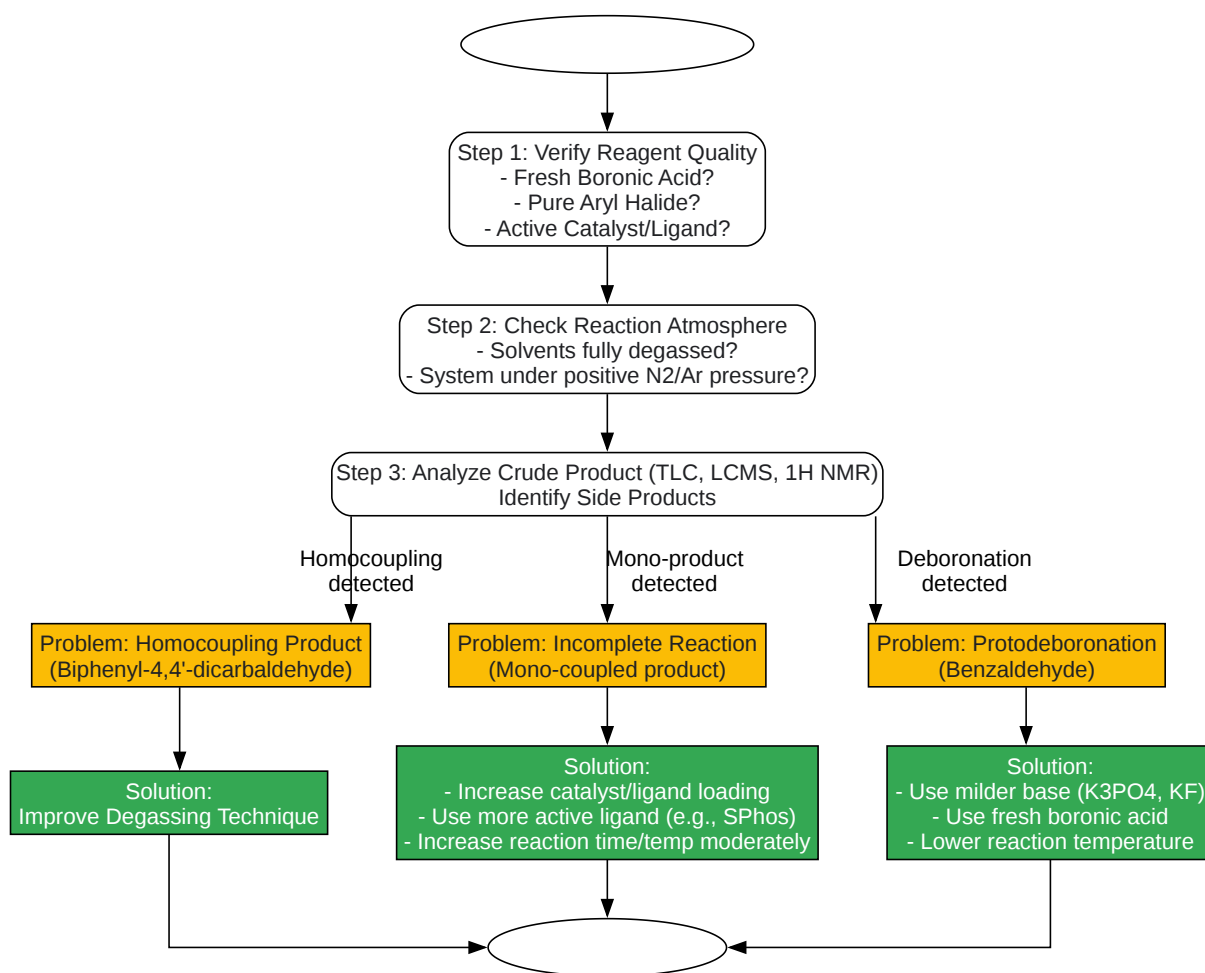 Step 1: Verify Reagent Quality
- Fresh Boronic Acid?
- Pure Aryl Halide?
- Active Catalyst/Ligand?
Step 2: Check Reaction Atmosphere
- Solvents fully degassed?
- System under positive N2/Ar pressure?
Step 3: Analyze Crude Product (TLC, LCMS, 1H NMR)
Identify Side Products
Homocoupling
detected
Mono-product
detected
Deboronation
detected
Problem: Homocoupling Product
(Biphenyl-4,4'-dicarbaldehyde)
Problem: Incomplete Reaction
(Mono-coupled product)
Problem: Protodeboronation
(Benzaldehyde)
Solution:
Improve Degassing Technique
Solution:
- Increase catalyst/ligand loading
- Use more active ligand (e.g., SPhos)
- Increase reaction time/temp moderately
Solution:
- Use milder base (K3PO4, KF)
- Use fresh boronic acid
- Lower reaction temperature